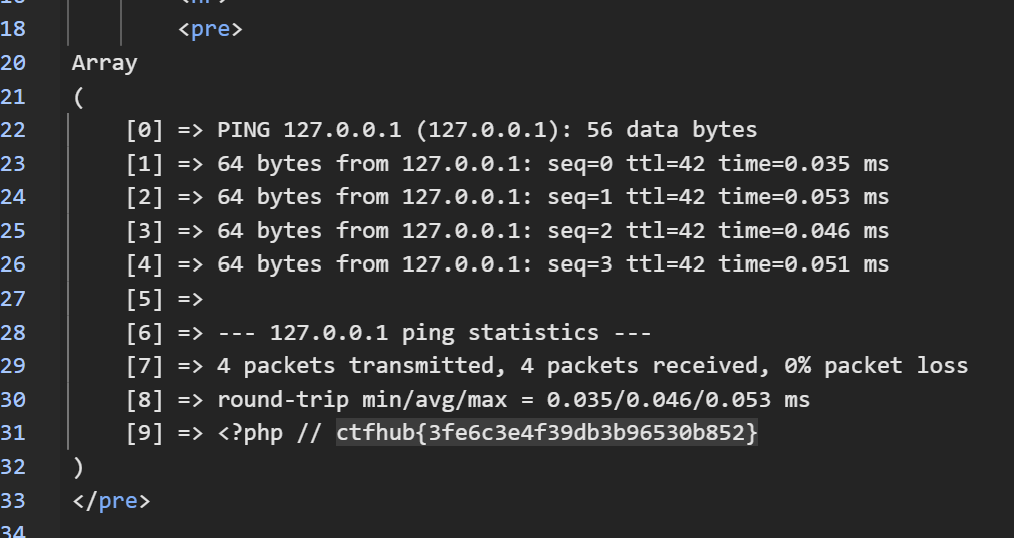 18 <pre>
20 Array
21 (
22 [0] => PING 127.0.0.1 (127.0.0.1): 56 data bytes
23 [1] => 64 bytes from 127.0.0.1: seq=0 ttl=42 time=0.035 ms
24 [2] => 64 bytes from 127.0.0.1: seq=1 ttl=42 time=0.053 ms
25 [3] => 64 bytes from 127.0.0.1: seq=2 ttl=42 time=0.046 ms
26 [4] => 64 bytes from 127.0.0.1: seq=3 ttl=42 time=0.051 ms
27 [5] =>
28 [6] => --- 127.0.0.1 ping statistics ---
29 [7] => 4 packets transmitted, 4 packets received, 0% packet loss
30 [8] => round-trip min/avg/max = 0.035/0.046/0.053 ms
31 [9] => <?php // ctfhub{3fe6c3e4f39db3b96530b852}
32 )
33 </pre>
34